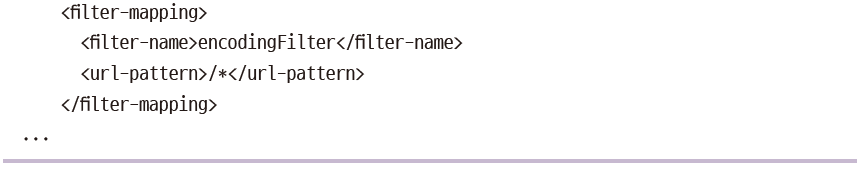 <filter-mapping>
<filter-name>encodingFilter</filter-name>
<url-pattern>/*</url-pattern>
</filter-mapping>
...